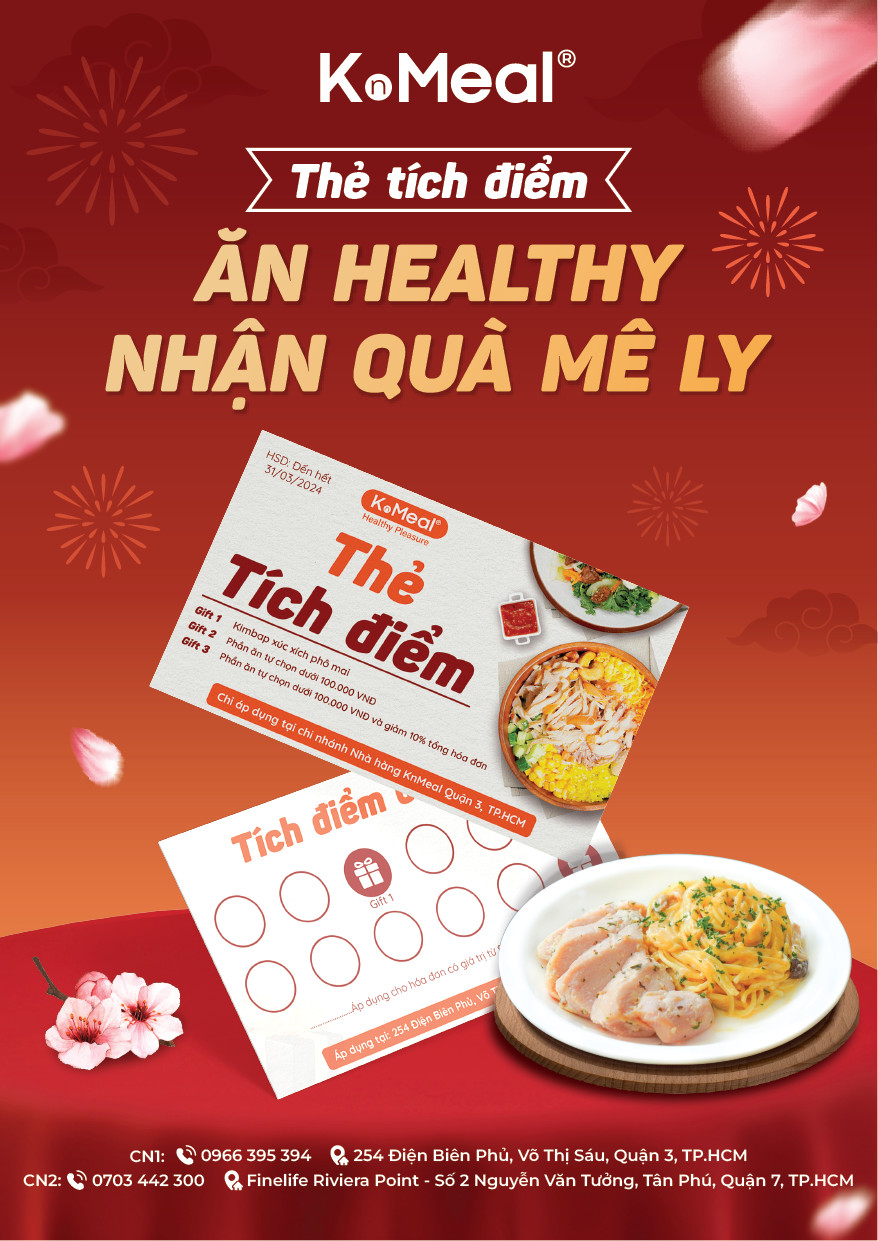 KnMeal®
Thẻ tích điểm
ĂN HEALTHY
NHẬN QUÀ MÊ LY
HSD: Đến hết
31/03/2024
KnMeal®
Healthy Pleasure
Thẻ
Tích điểm
Gift 1 Kimbap xúc xích phô mai
Gift 2 Phần ăn tự chọn dưới 100.000 VNĐ
Gift 3 Phần ăn tự chọn dưới 100.000 VNĐ và giảm 10% tổng hóa đơn
Chỉ áp dụng tại chi nhánh Nhà hàng KnMeal Quận 3, TP.HCM
Tích điểm
Gift 1
Áp dụng cho hóa đơn có giá trị từ
Áp dụng tại: 254 Điện Biên Phủ, Võ
CN1: 0966 395 394 254 Điện Biên Phủ, Võ Thị Sáu, Quận 3, TP.HCM
CN2: 0703 442 300 Finelife Riviera Point - Số 2 Nguyễn Văn Tưởng, Tân Phú, Quận 7, TP.HCM